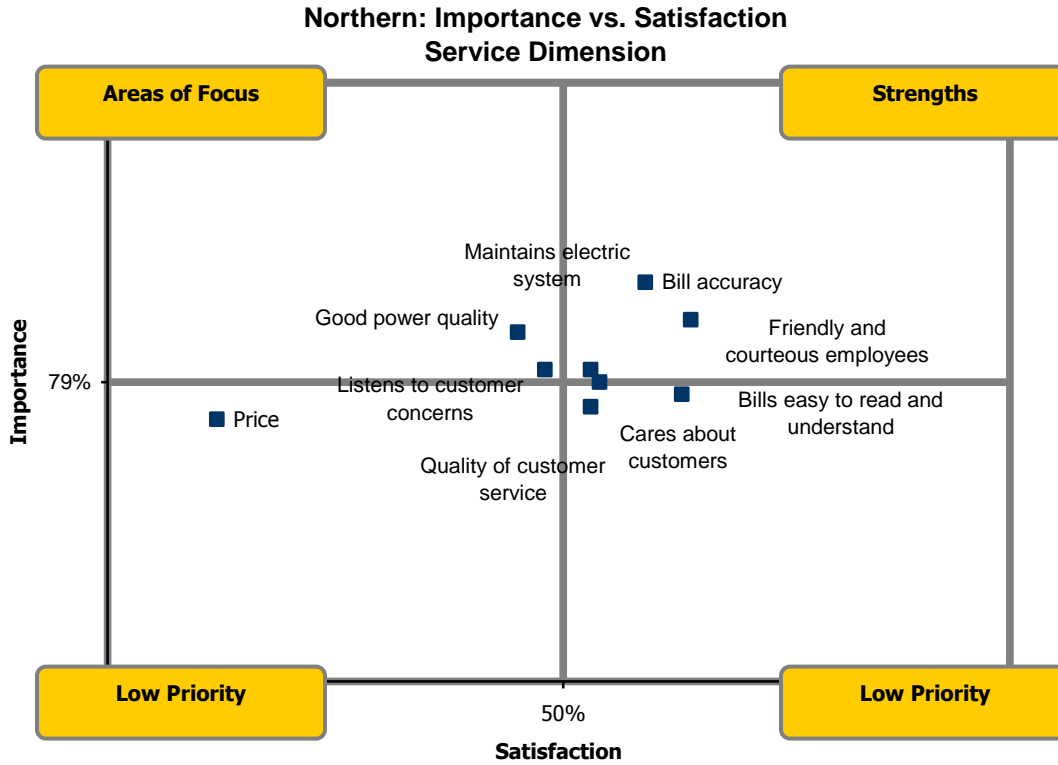 Northern: Importance vs. Satisfaction
Service Dimension
Areas of Focus
Strengths
Maintains electric
system
Bill accuracy
Good power quality
Friendly and
courteous employees
79%
Importance
Listens to customer
concerns
Bills easy to read and
understand
Price
Cares about
customers
Quality of customer
service
Low Priority
Low Priority
50%
Satisfaction